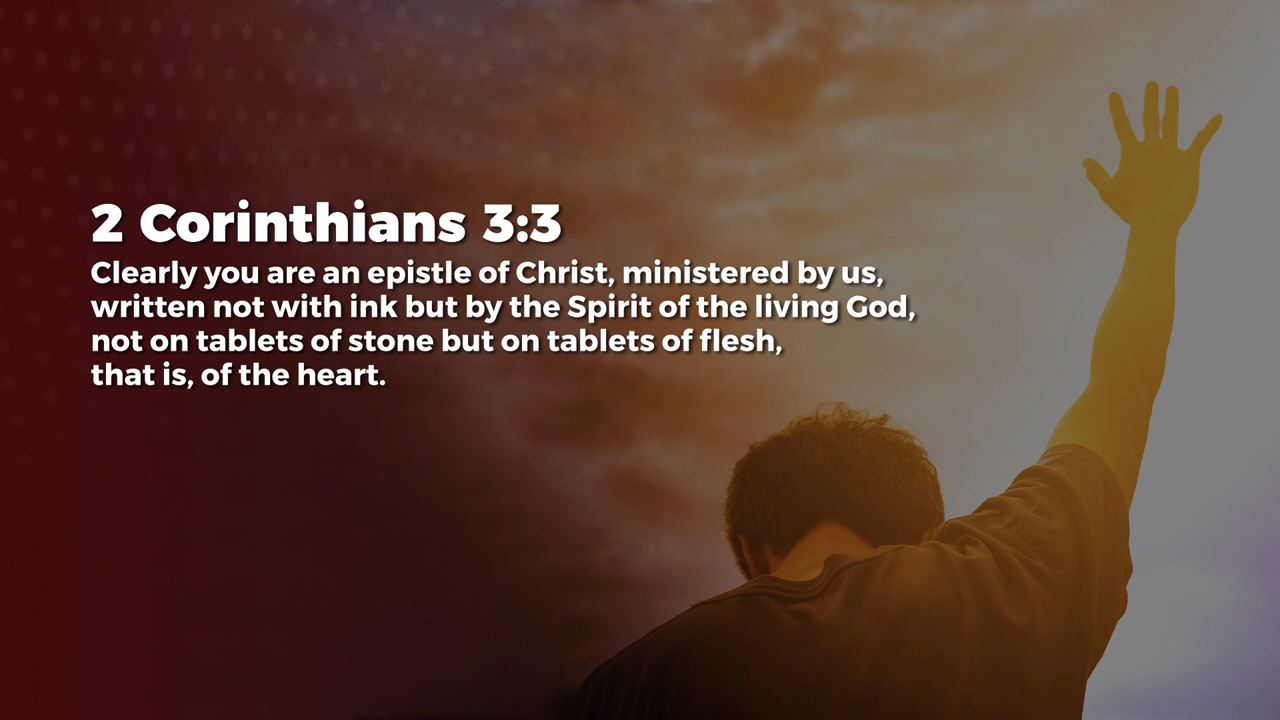 2 Corinthians 3:3
Clearly you are an epistle of Christ, ministered by us,
written not with ink but by the Spirit of the living God,
not on tablets of stone but on tablets of flesh,
that is, of the heart.